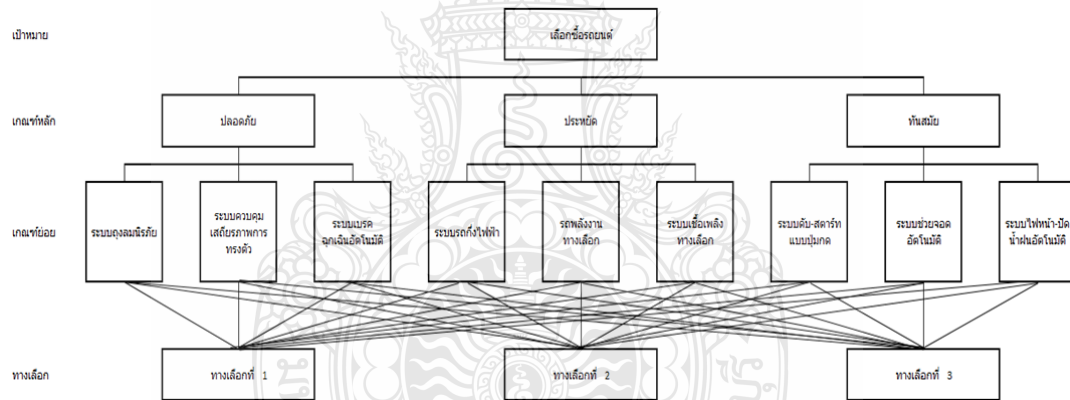 เป้าหมาย
เลือกซื้อรถยนต์
เกณฑ์หลัก
ปลอดภัย
ประหยัด
ทันสมัย
เกณฑ์ย่อย
ระบบถุงลมนิรภัย
ระบบควบคุม
เสถียรภาพการ
ทรงตัว
ระบบเบรค
ฉุกเฉินอัตโนมัติ
ระบบรถกึ่งไฟฟ้า
รถพลังงาน
ทางเลือก
ระบบเชื้อเพลิง
ทางเลือก
ระบบดับ-สตาร์ท
แบบปุ่มกด
ระบบช่วยจอด
อัตโนมัติ
ระบบไฟหน้า-ปัด
น้ำฝนอัตโนมัติ
ทางเลือก
ทางเลือกที่ 1
ทางเลือกที่ 2
ทางเลือกที่ 3